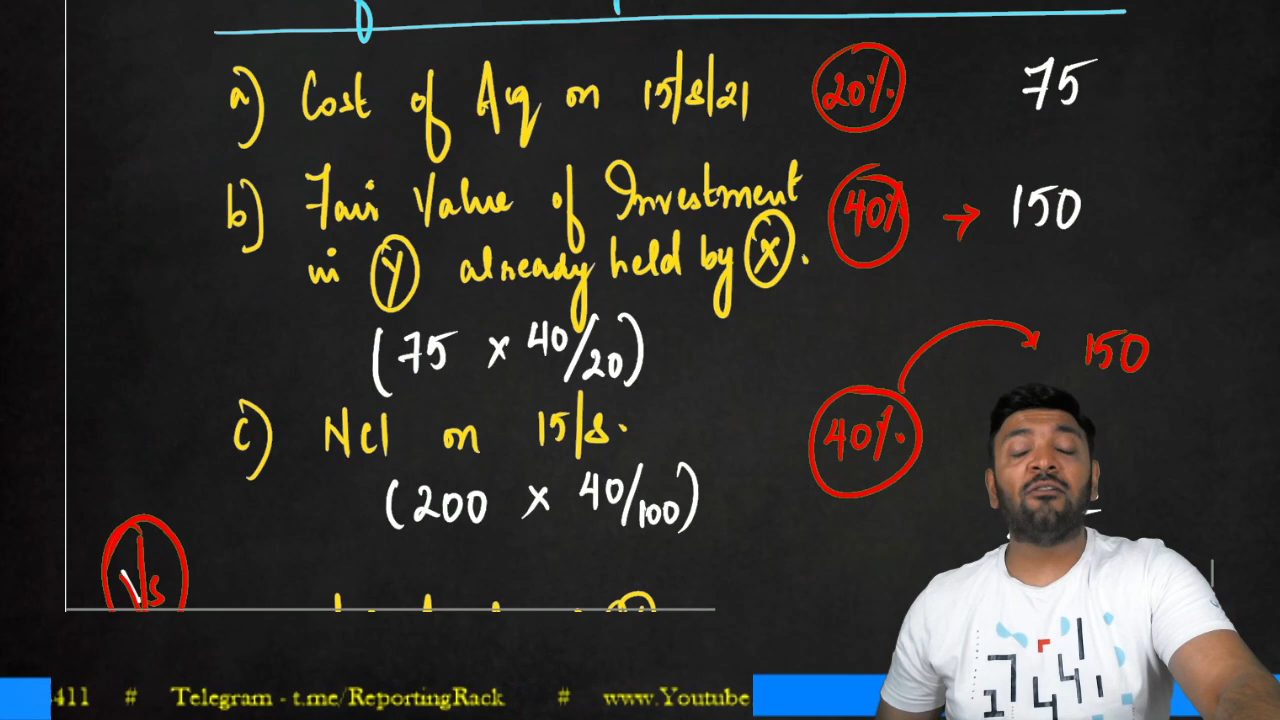 a) Cost of Acq on 15/8/21 20% 75
b) Fair Value of Investment 40% → 150
in Y already held by X.
(75 x 40/20)
150
c) NCI on 15/8. 40%
(200 x 40/100)
V/s
411 # Telegram - t.me/ReportingRack # www.Youtube